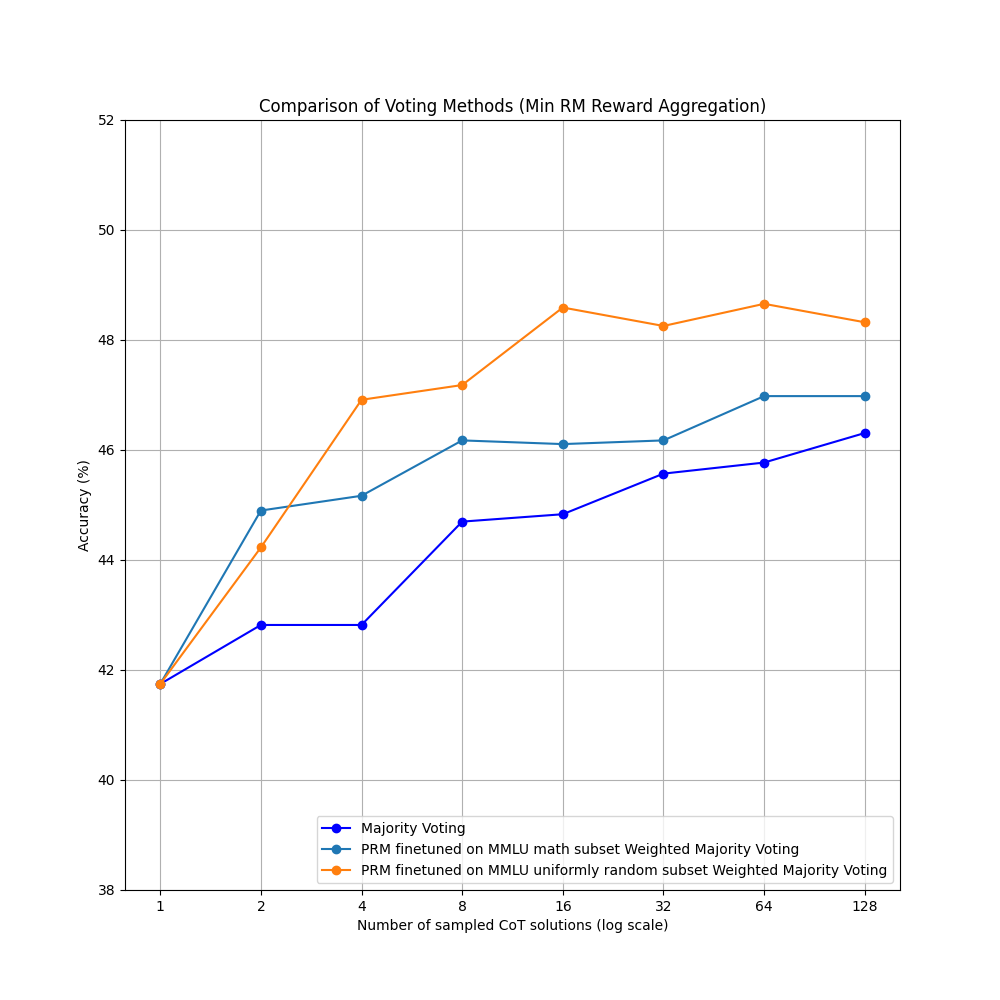 Comparison of Voting Methods (Min RM Reward Aggregation)
52
50
48
46
44
42
40
38
Accuracy (%)
Majority Voting
PRM finetuned on MMLU math subset Weighted Majority Voting
PRM finetuned on MMLU uniformly random subset Weighted Majority Voting
1 2 4 8 16 32 64 128
Number of sampled CoT solutions (log scale)